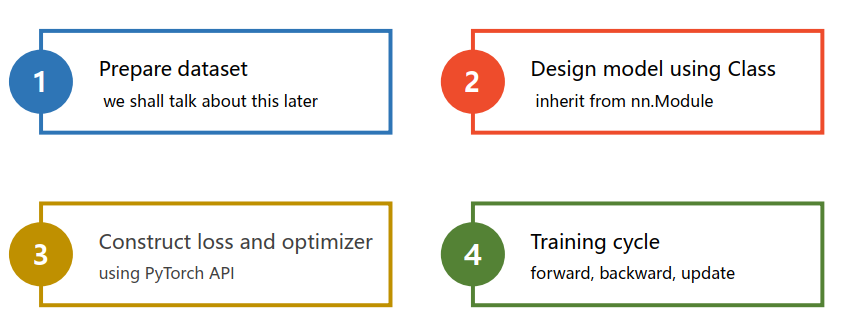 1
Prepare dataset
we shall talk about this later
2
Design model using Class
inherit from nn.Module
3
Construct loss and optimizer
using PyTorch API
4
Training cycle
forward, backward, update